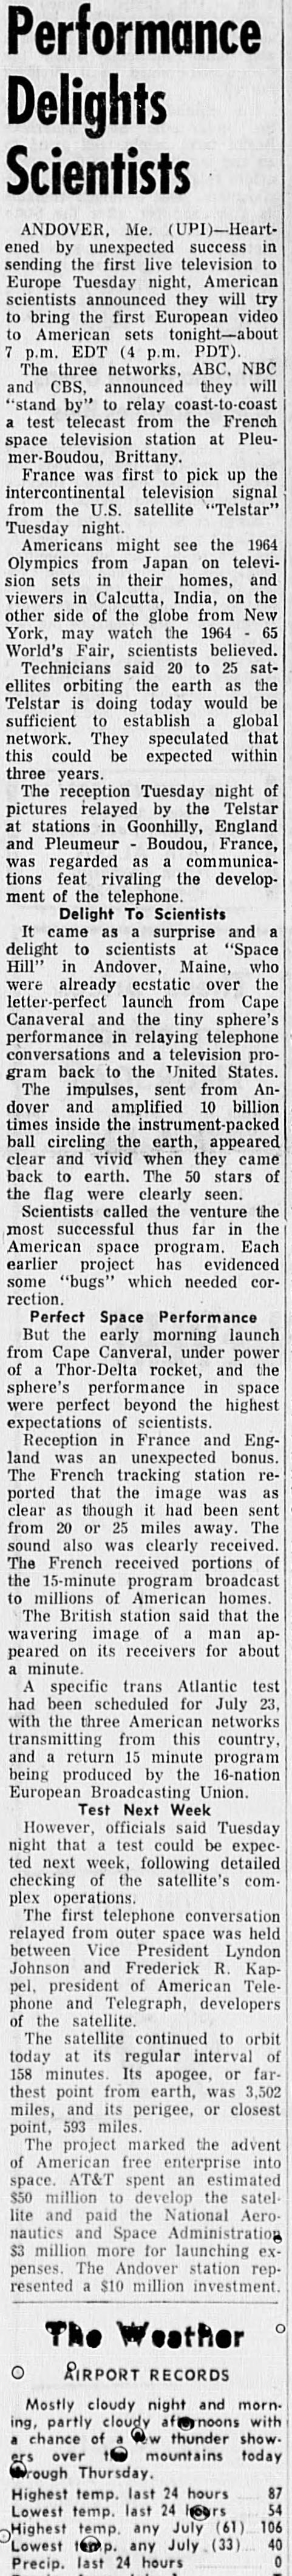 Performance
Delights
Scientists
ANDOVER, Me. (UPI)—Heart-
ened by unexpected success in
sending the first live television to
Europe Tuesday night, American
scientists announced they will try
to bring the first European video
to American sets tonight—about
7 p.m. EDT (4 p.m. PDT).
The three networks, ABC, NBC
and CBS, announced they will
"stand by" to relay coast-to-coast
a test telecast from the French
space television station at Pleu-
mer-Boudou, Brittany.
France was first to pick up the
intercontinental television signal
from the U.S. satellite "Telstar"
Tuesday night.
Americans might see the 1964
Olympics from Japan on televi-
sion sets in their homes, and
viewers in Calcutta, India, on the
other side of the globe from New
York, may watch the 1964 - 65
World's Fair, scientists believed.
Technicians said 20 to 25 sat-
ellites orbiting the earth as the
Telstar is doing today would be
sufficient to establish a global
network. They speculated that
this could be expected within
three years.
The reception Tuesday night of
pictures relayed by the Telstar
at stations in Goonhilly, England
and Pleumeur - Boudou, France,
was regarded as a communica-
tions feat rivaling the develop-
ment of the telephone.
Delight To Scientists
It came as a surprise and a
delight to scientists at "Space
Hill" in Andover, Maine, who
were already ecstatic over the
letter-perfect launch from Cape
Canaveral and the tiny sphere's
performance in relaying telephone
conversations and a television pro-
gram back to the United States.
The impulses, sent from An-
dover and amplified 10 billion
times inside the instrument-packed
ball circling the earth, appeared
clear and vivid when they came
back to earth. The 50 stars of
the flag were clearly seen.
Scientists called the venture the
most successful thus far in the
American space program. Each
earlier project has evidenced
some "bugs" which needed cor-
rection.
Perfect Space Performance
But the early morning launch
from Cape Canveral, under power
of a Thor-Delta rocket, and the
sphere's performance in space
were perfect beyond the highest
expectations of scientists.
Reception in France and Eng-
land was an unexpected bonus.
The French tracking station re-
ported that the image was as
clear as though it had been sent
from 20 or 25 miles away. The
sound also was clearly received.
The French received portions of
the 15-minute program broadcast
to millions of American homes.
The British station said that the
wavering image of a man ap-
peared on its receivers for about
a minute.
A specific trans Atlantic test
had been scheduled for July 23,
with the three American networks
transmitting from this country,
and a return 15 minute program
being produced by the 16-nation
European Broadcasting Union.
Test Next Week
However, officials said Tuesday
night that a test could be expec-
ted next week, following detailed
checking of the satellite's com-
plex operations.
The first telephone conversation
relayed from outer space was held
between Vice President Lyndon
Johnson and Frederick R. Kap-
pel, president of American Tele-
phone and Telegraph, developers
of the satellite.
The satellite continued to orbit
today at its regular interval of
158 minutes. Its apogee, or far-
thest point from earth, was 3,502
miles, and its perigee, or closest
point, 593 miles.
The project marked the advent
of American free enterprise into
space. AT&T spent an estimated
$50 million to develop the satel-
lite and paid the National Aero-
nautics and Space Administration
$3 million more for launching ex-
penses. The Andover station rep-
resented a $10 million investment.
The Weather
AIRPORT RECORDS
Mostly cloudy night and morn-
ing, partly cloudy afternoons with
a chance of a few thunder show-
ers over the mountains today
through Thursday.
Highest temp. last 24 hours 87
Lowest temp. last 24 hours 54
Highest temp. any July (61) 106
Lowest temp. any July (33) 40
Precip. last 24 hours 0